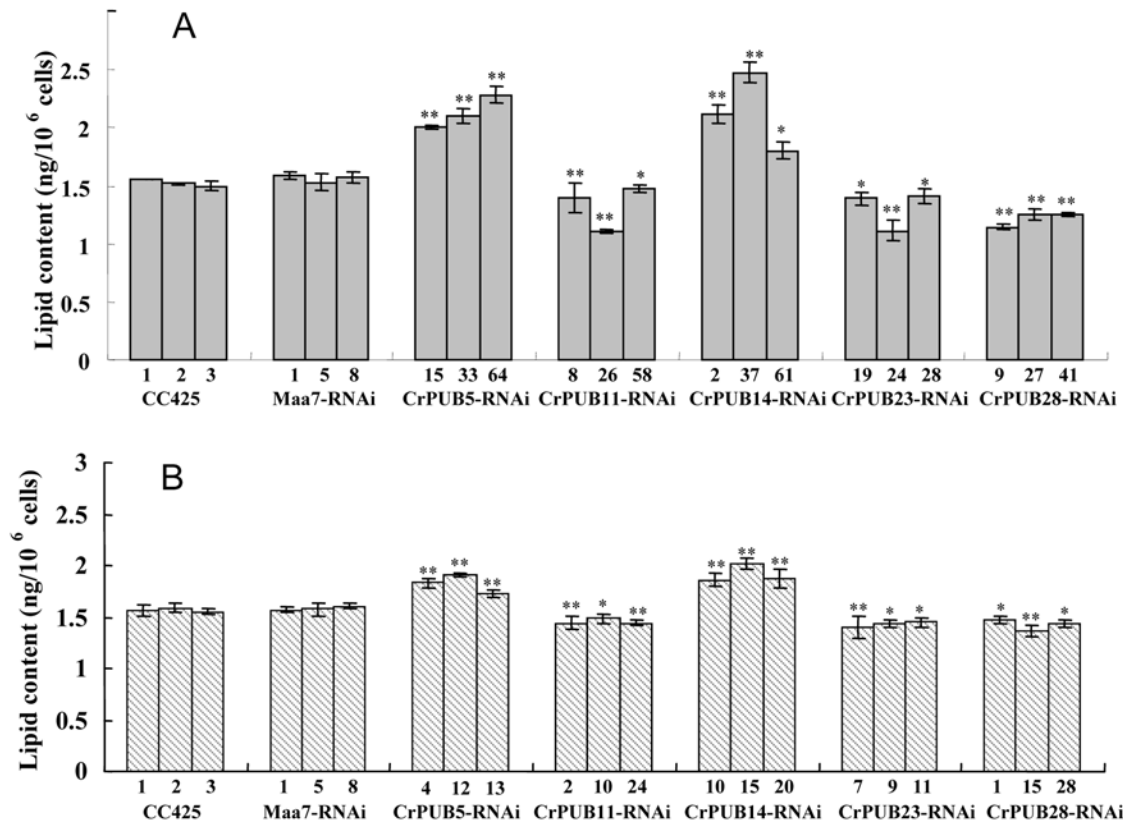 A
Lipid content (ng/10 6 cells)
2.5
2
1.5
1
0.5
0
** ** **
** ** *
** ** *
* ** *
** ** **
1 2 3 1 5 8 15 33 64 8 26 58 2 37 61 19 24 28 9 27 41
CC425 Maa7-RNAi CrPUB5-RNAi CrPUB11-RNAi CrPUB14-RNAi CrPUB23-RNAi CrPUB28-RNAi
B
Lipid content (ng/10 6 cells)
3
2.5
2
1.5
1
0.5
0
** ** **
** * **
** ** **
** * *
* ** *
1 2 3 1 5 8 4 12 13 2 10 24 10 15 20 7 9 11 1 15 28
CC425 Maa7-RNAi CrPUB5-RNAi CrPUB11-RNAi CrPUB14-RNAi CrPUB23-RNAi CrPUB28-RNAi